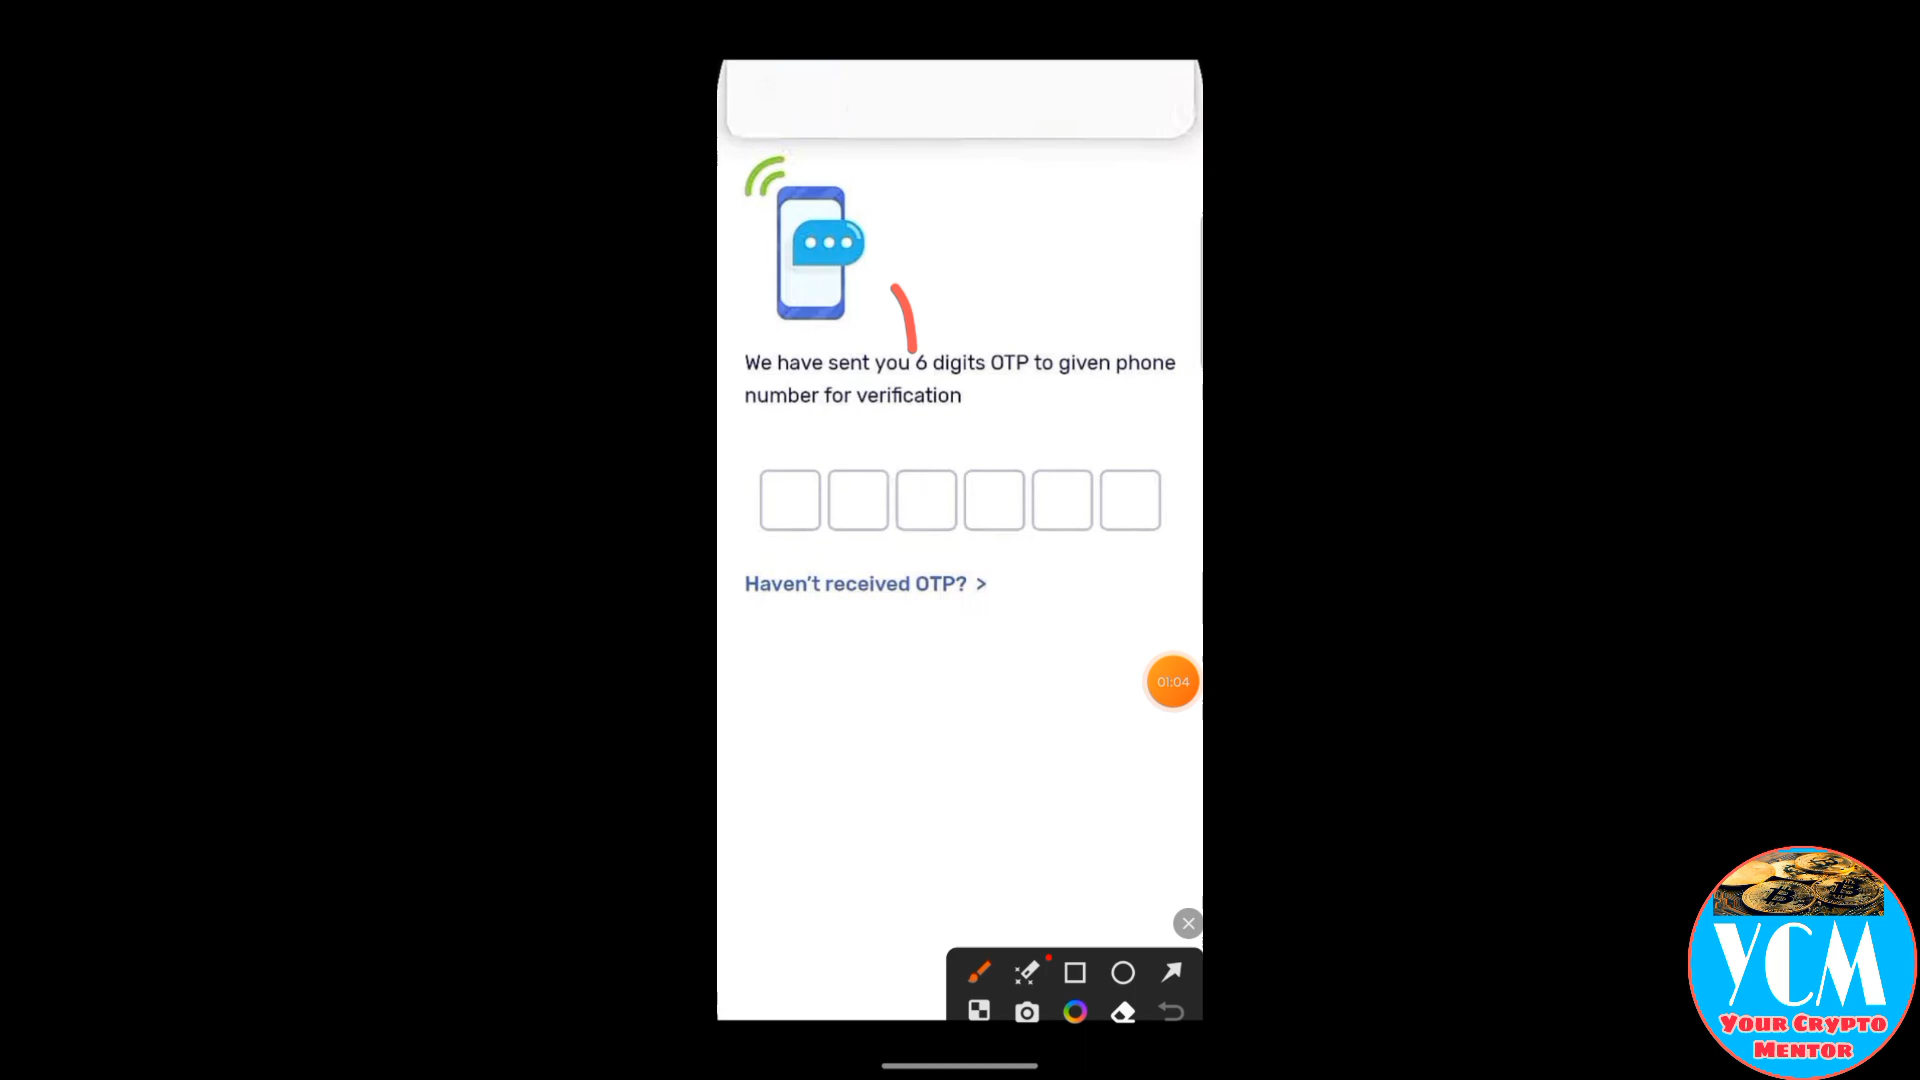 We have sent you 6 digits OTP to given phone
number for verification
Haven't received OTP? >
01:04
YCM
Your Crypto
Mentor